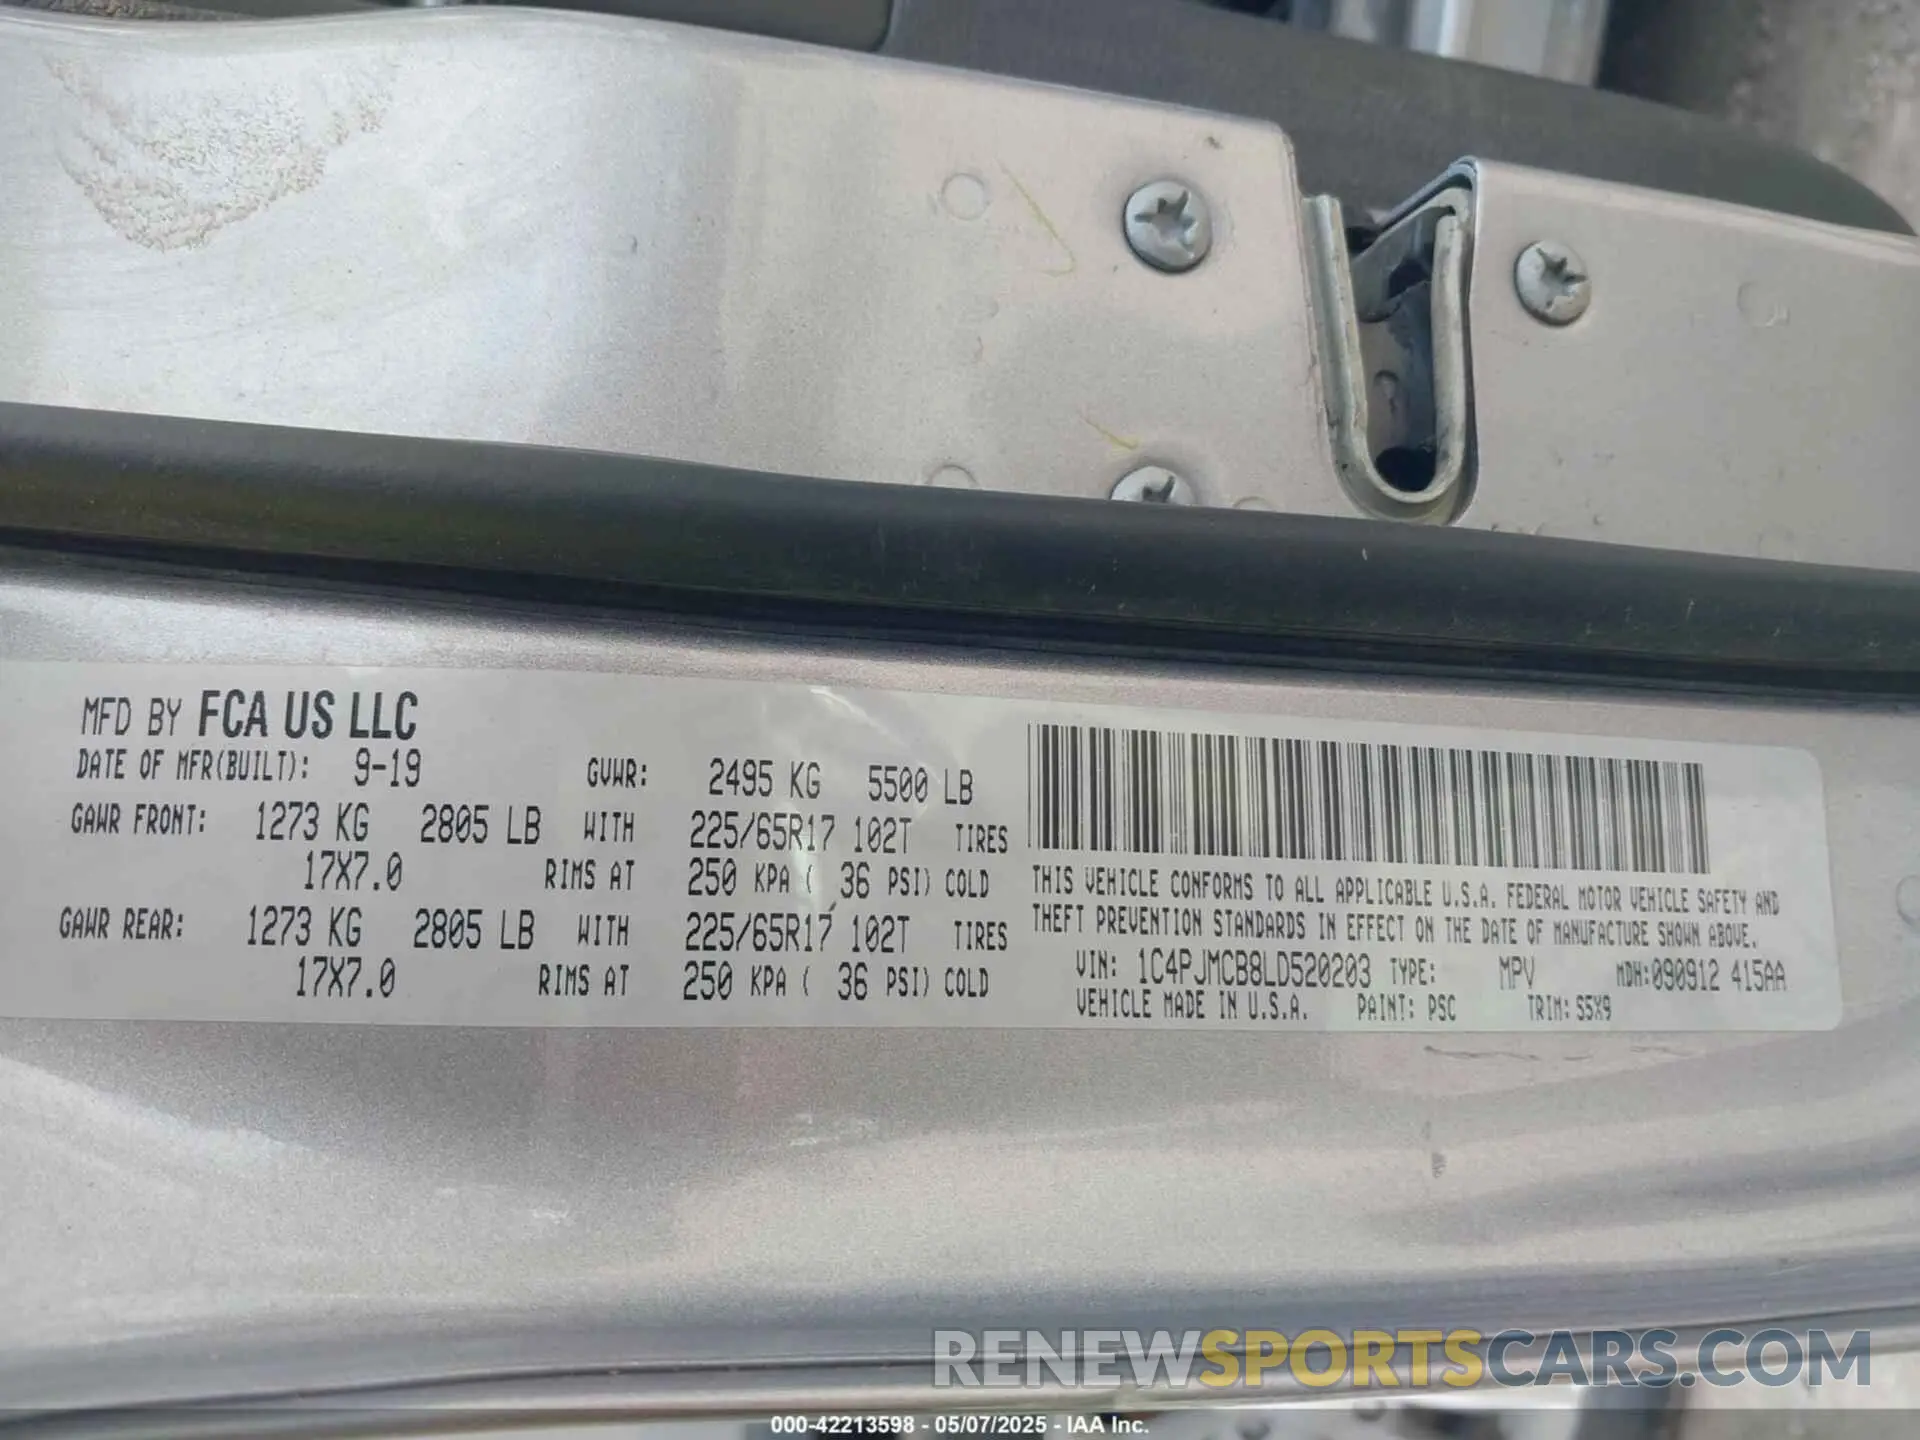 MFD BY FCA US LLC
DATE OF MFR(BUILT): 9-19 GVWR: 2495 KG 5500 LB
GAWR FRONT: 1273 KG 2805 LB WITH 225/65R17 102T TIRES
17X7.0 RIMS AT 250 KPA ( 36 PSI) COLD
GAWR REAR: 1273 KG 2805 LB WITH 225/65R17 102T TIRES
17X7.0 RIMS AT 250 KPA ( 36 PSI) COLD
THIS VEHICLE CONFORMS TO ALL APPLICABLE U.S.A. FEDERAL MOTOR VEHICLE SAFETY AND
THEFT PREVENTION STANDARDS IN EFFECT ON THE DATE OF MANUFACTURE SHOWN ABOVE.
VIN: 1C4PJMCB8LD520203 TYPE: MPV MDH:090912 415AA
VEHICLE MADE IN U.S.A. PAINT: PSC TRIM: S5X9
RENEWSPORTSCARS.COM
000-42213598 - 05/07/2025 - IAA Inc.